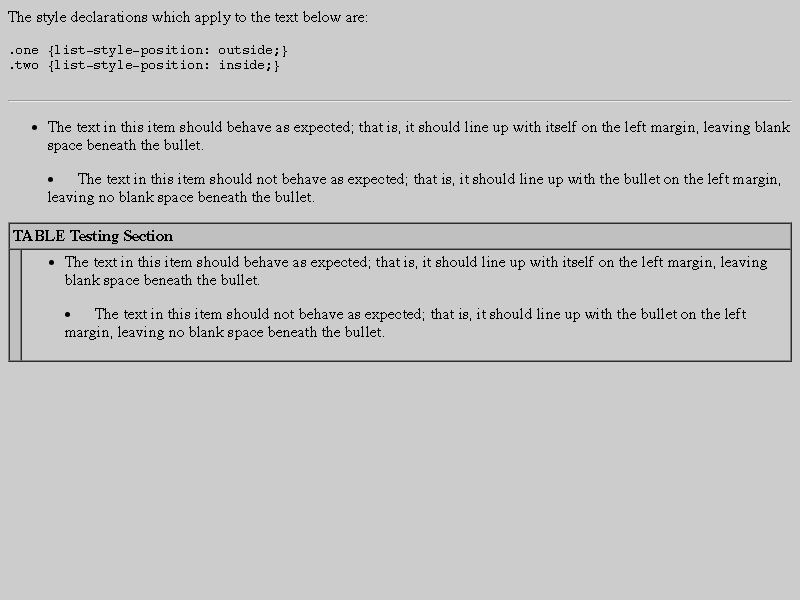 The style declarations which apply to the text below are:
.one {list-style-position: outside;}
.two {list-style-position: inside;}
The text in this item should behave as expected; that is, it should line up with itself on the left margin, leaving blank
space beneath the bullet.
The text in this item should not behave as expected; that is, it should line up with the bullet on the left margin,
leaving no blank space beneath the bullet.
TABLE Testing Section
The text in this item should behave as expected; that is, it should line up with itself on the left margin, leaving
blank space beneath the bullet.
The text in this item should not behave as expected; that is, it should line up with the bullet on the left
margin, leaving no blank space beneath the bullet.